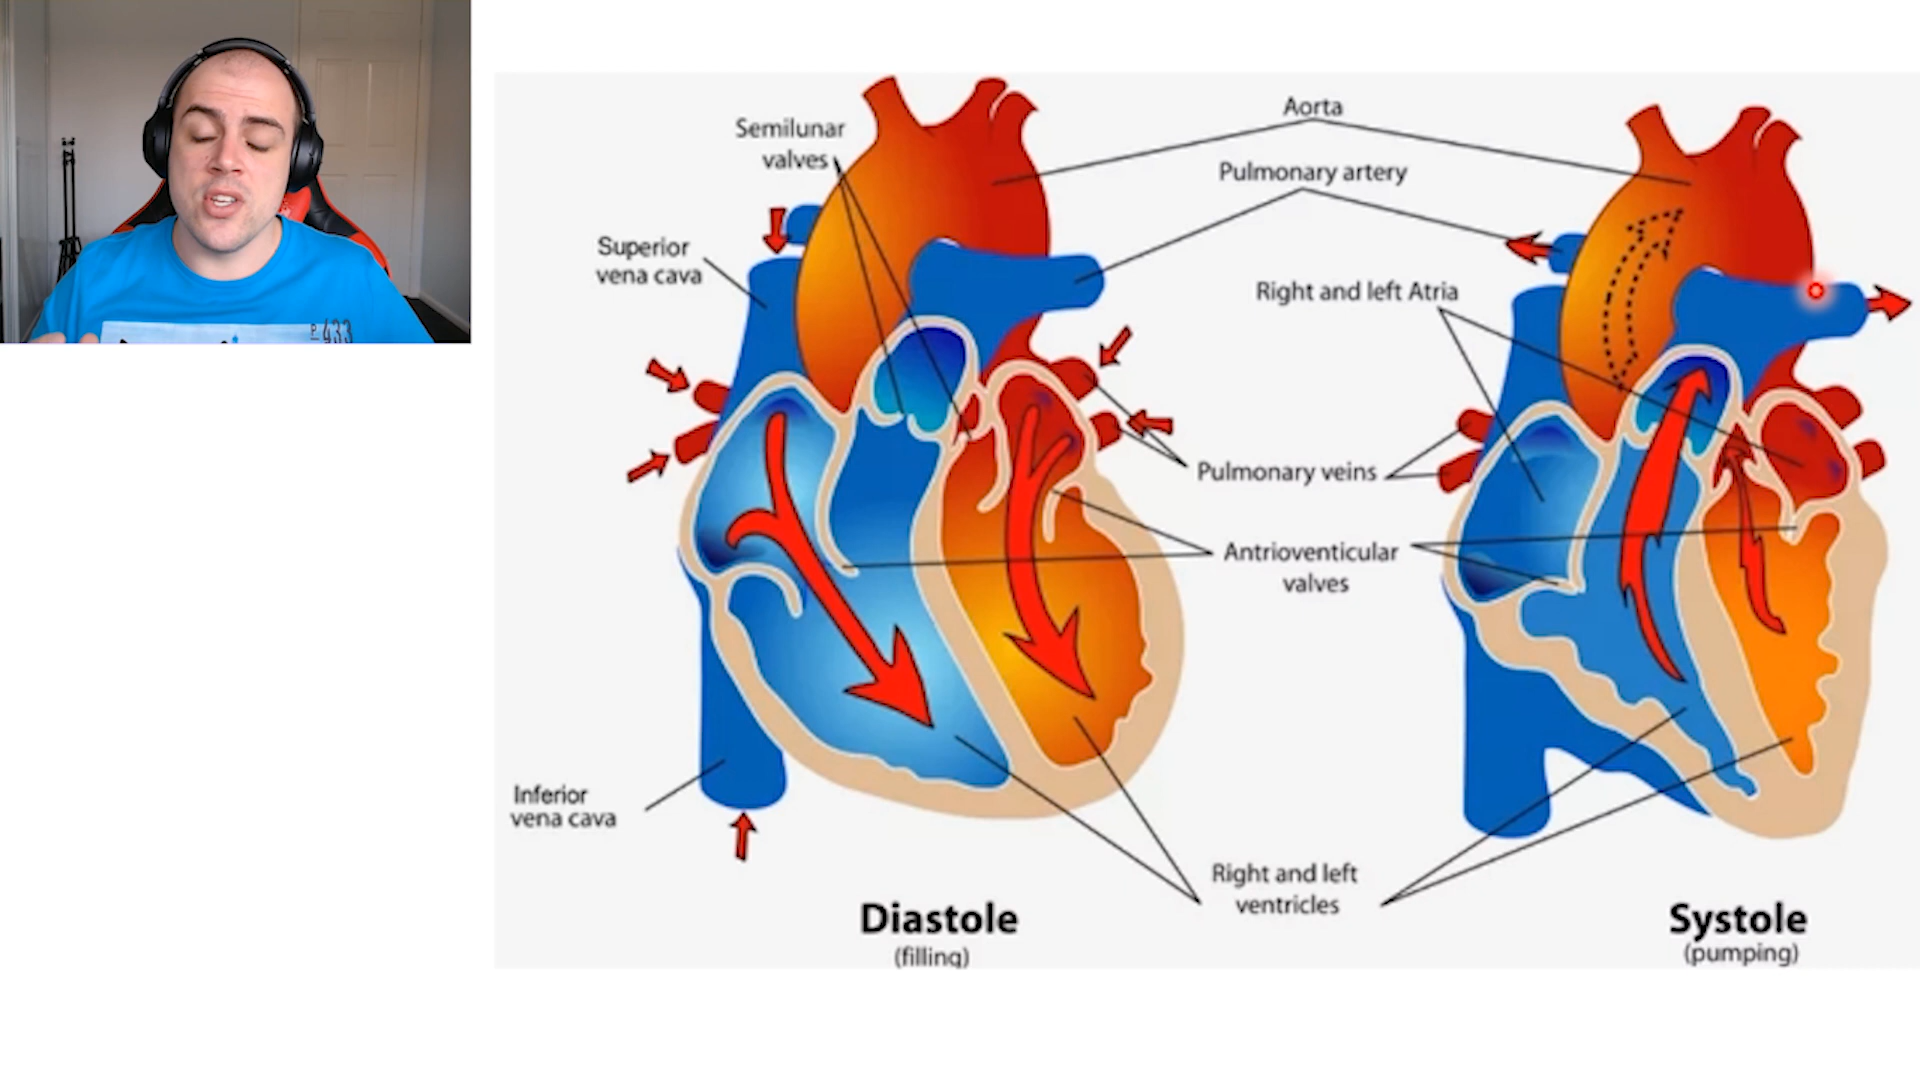 433
Semilunar
valves
Superior
vena cava
Inferior
vena cava
Aorta
Pulmonary artery
Right and left Atria
Pulmonary veins
Antrioventicular
valves
Right and left
ventricles
Diastole
(filling)
Systole
(pumping)